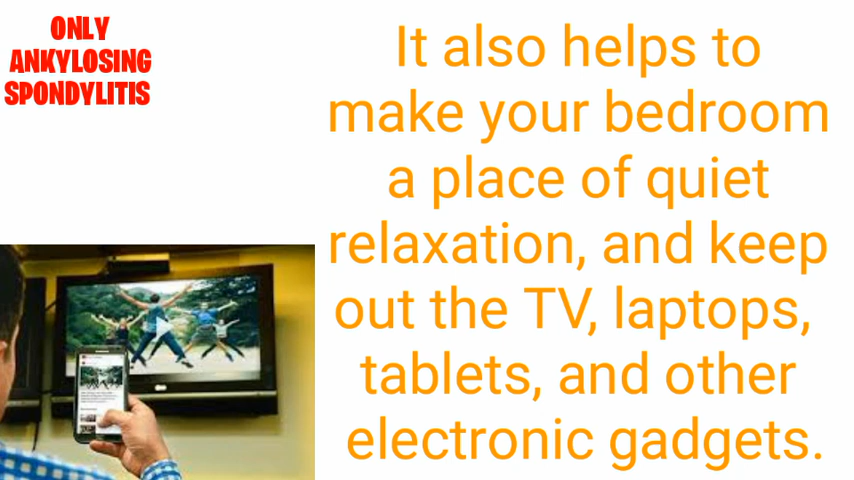 ONLY
ANKYLOSING
SPONDYLITIS
It also helps to
make your bedroom
a place of quiet
relaxation, and keep
out the TV, laptops,
tablets, and other
electronic gadgets.